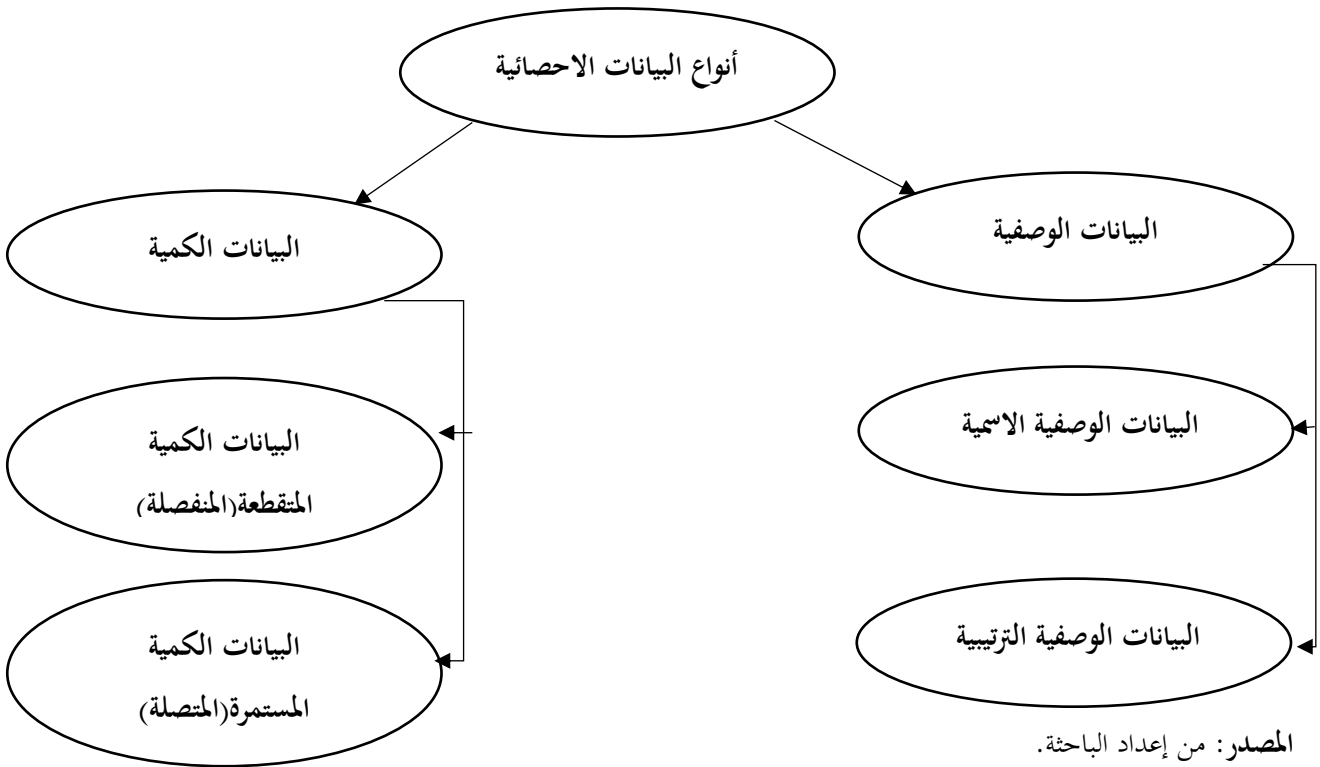 أنواع البيانات الاحصائية
البيانات الوصفية
البيانات الكمية
البيانات الوصفية الاسمية
البيانات الكمية
المتقطعة(المنفصلة)
البيانات الوصفية الترتيبية
البيانات الكمية
المستمرة(المتصلة)
المصدر: من إعداد الباحثة.